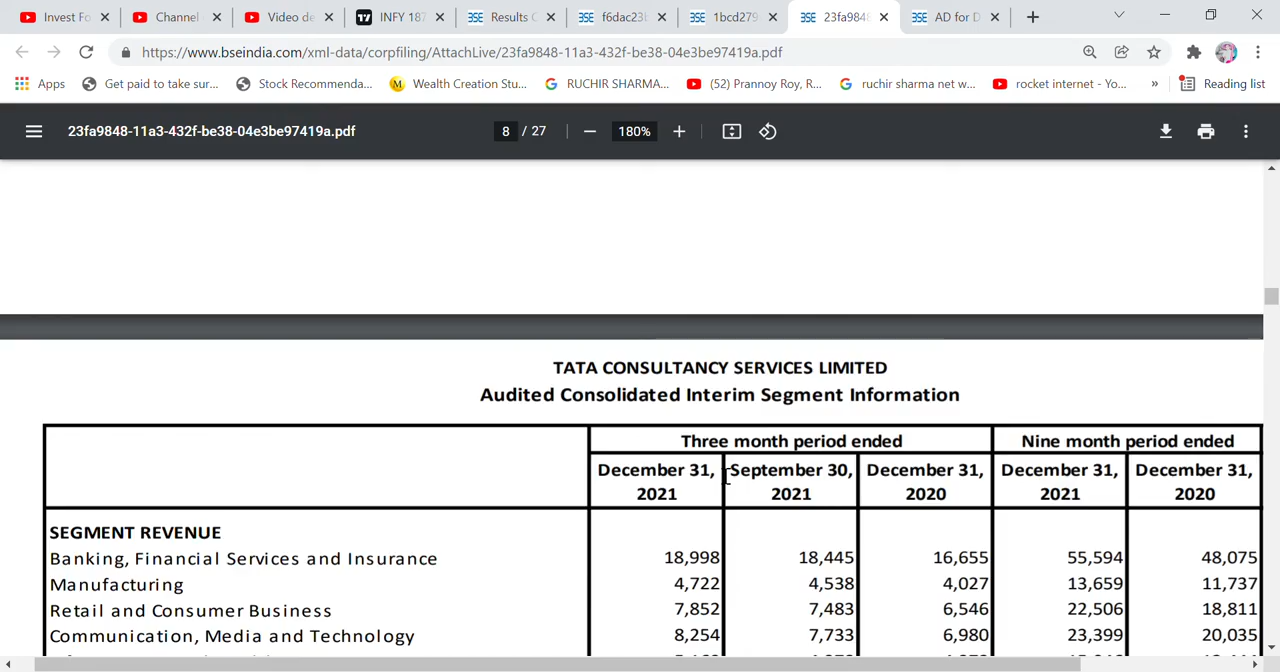 Invest Fo
Channel
Video de
INFY 187
Results C
f6dac23
1bcd279
23fa984
AD for D
https://www.bseindia.com/xml-data/corpfiling/AttachLive/23fa9848-11a3-432f-be38-04e3be97419a.pdf
Apps Get paid to take sur... Stock Recommenda... Wealth Creation Stu... RUCHIR SHARMA... (52) Prannoy Roy, R... ruchir sharma net w... rocket internet - Yo... » Reading list
23fa9848-11a3-432f-be38-04e3be97419a.pdf 8 / 27 180%
TATA CONSULTANCY SERVICES LIMITED
Audited Consolidated Interim Segment Information
Three month period ended Nine month period ended
December 31, 2021 September 30, 2021 December 31, 2020 December 31, 2021 December 31, 2020
SEGMENT REVENUE
Banking, Financial Services and Insurance 18,998 18,445 16,655 55,594 48,075
Manufacturing 4,722 4,538 4,027 13,659 11,737
Retail and Consumer Business 7,852 7,483 6,546 22,506 18,811
Communication, Media and Technology 8,254 7,733 6,980 23,399 20,035